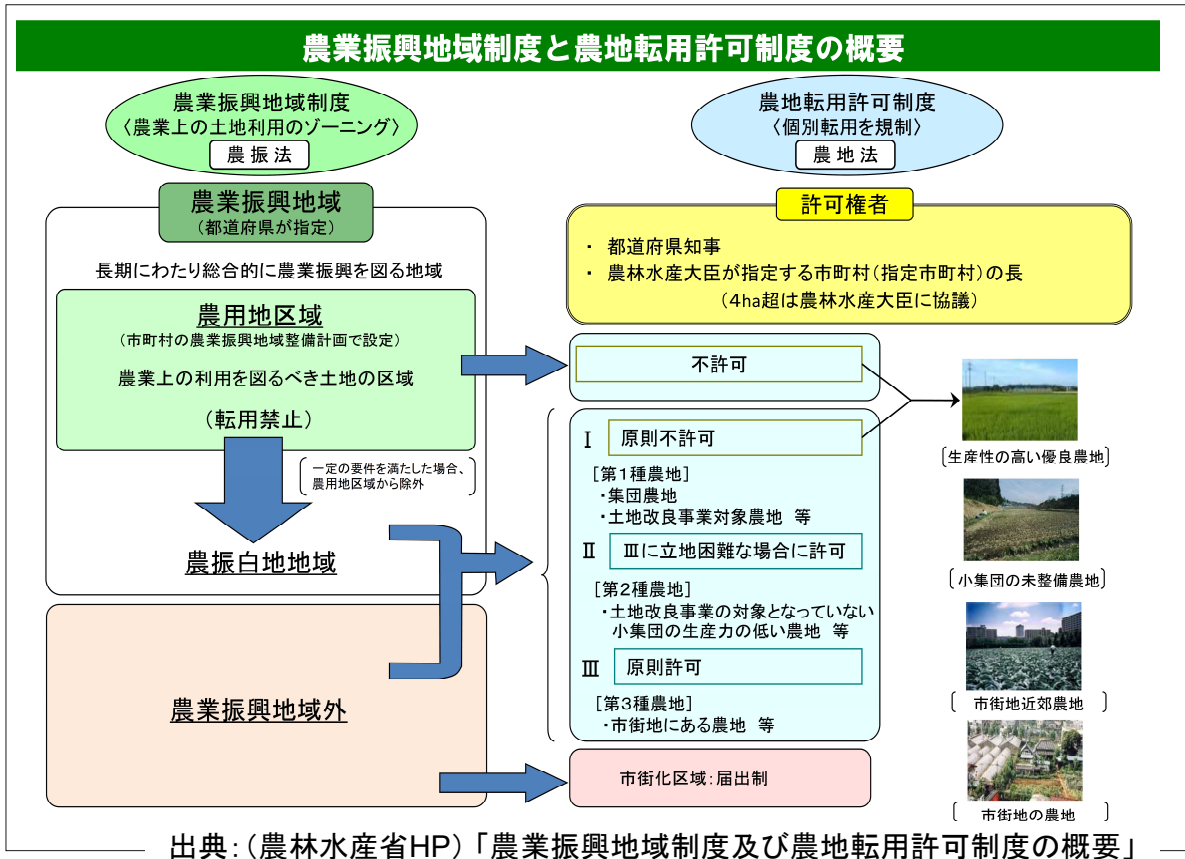 農業振興地域制度と農地転用許可制度の概要
農業振興地域制度
〈農業上の土地利用のゾーニング〉
農振法
農地転用許可制度
〈個別転用を規制〉
農地法
農業振興地域
(都道府県が指定)
長期にわたり総合的に農業振興を図る地域
農用地区域
(市町村の農業振興地域整備計画で設定)
農業上の利用を図るべき土地の区域
(転用禁止)
一定の要件を満たした場合、
農用地区域から除外
農振白地地域
農業振興地域外
許可権者
・ 都道府県知事
・ 農林水産大臣が指定する市町村(指定市町村)の長
(4ha超は農林水産大臣に協議)
不許可
Ⅰ 原則不許可
[第1種農地]
・集団農地
・土地改良事業対象農地 等
Ⅱ Ⅲに立地困難な場合に許可
[第2種農地]
・土地改良事業の対象となっていない
小集団の生産力の低い農地 等
Ⅲ 原則許可
[第3種農地]
・市街地にある農地 等
市街化区域:届出制
〔生産性の高い優良農地〕
〔小集団の未整備農地〕
〔市街地近郊農地〕
〔市街地の農地〕
出典:(農林水産省HP)「農業振興地域制度及び農地転用許可制度の概要」